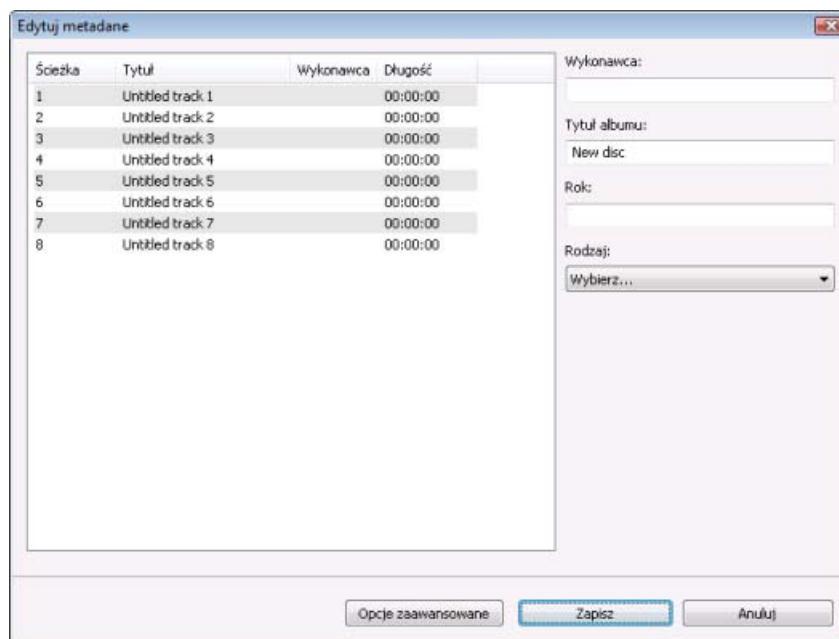 Edytuj metadane
Ścieżka Tytuł Wykonawca Długość
1 Untitled track 1 00:00:00
2 Untitled track 2 00:00:00
3 Untitled track 3 00:00:00
4 Untitled track 4 00:00:00
5 Untitled track 5 00:00:00
6 Untitled track 6 00:00:00
7 Untitled track 7 00:00:00
8 Untitled track 8 00:00:00
Wykonawca:
Tytuł albumu:
New disc
Rok:
Rodzaj:
Wybierz...
Opcje zaawansowane Zapisz Anuluj